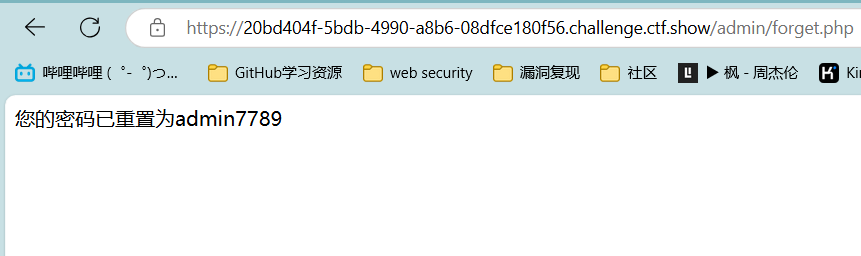 https://20bd404f-5bdb-4990-a8b6-08dfce180f56.challenge.ctf.show/admin/forget.php
哔哩哔哩 (゜-゜)つ... GitHub学习资源 web security 漏洞复现 社区 ▶ 枫 - 周杰伦 Kir
您的密码已重置为admin7789